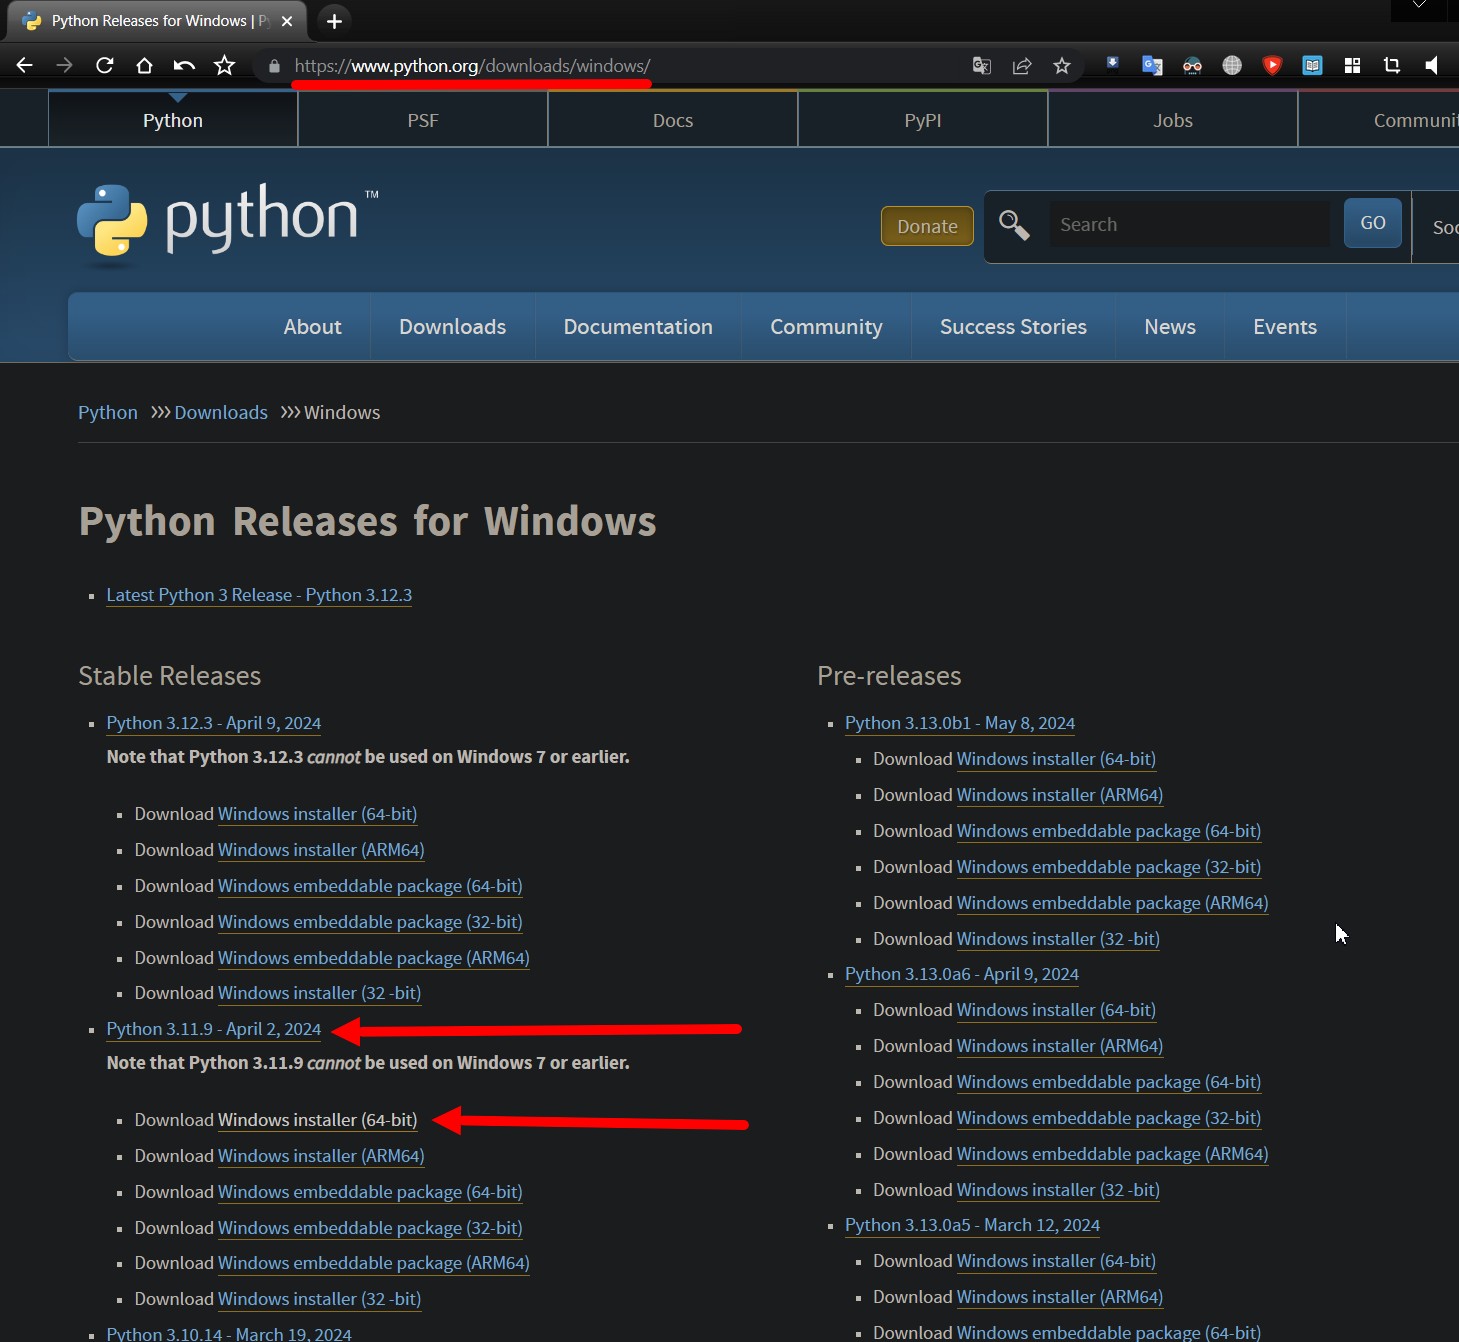 Python Releases for Windows | P
https://www.python.org/downloads/windows/
Python
PSF
Docs
PyPI
Jobs
Communit
python™
Donate
Search
GO
Soc
About
Downloads
Documentation
Community
Success Stories
News
Events
Python >>> Downloads >>> Windows
Python Releases for Windows
Latest Python 3 Release - Python 3.12.3
Stable Releases
Python 3.12.3 - April 9, 2024
Note that Python 3.12.3 cannot be used on Windows 7 or earlier.
Download Windows installer (64-bit)
Download Windows installer (ARM64)
Download Windows embeddable package (64-bit)
Download Windows embeddable package (32-bit)
Download Windows embeddable package (ARM64)
Download Windows installer (32 -bit)
Python 3.11.9 - April 2, 2024
Note that Python 3.11.9 cannot be used on Windows 7 or earlier.
Download Windows installer (64-bit)
Download Windows installer (ARM64)
Download Windows embeddable package (64-bit)
Download Windows embeddable package (32-bit)
Download Windows embeddable package (ARM64)
Download Windows installer (32 -bit)
Python 3.10.14 - March 19, 2024
Pre-releases
Python 3.13.0b1 - May 8, 2024
Download Windows installer (64-bit)
Download Windows installer (ARM64)
Download Windows embeddable package (64-bit)
Download Windows embeddable package (32-bit)
Download Windows embeddable package (ARM64)
Download Windows installer (32 -bit)
Python 3.13.0a6 - April 9, 2024
Download Windows installer (64-bit)
Download Windows installer (ARM64)
Download Windows embeddable package (64-bit)
Download Windows embeddable package (32-bit)
Download Windows embeddable package (ARM64)
Download Windows installer (32 -bit)
Python 3.13.0a5 - March 12, 2024
Download Windows installer (64-bit)
Download Windows installer (ARM64)
Download Windows embeddable package (64-bit)